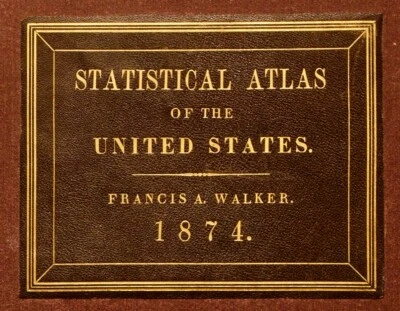 STATISTICAL ATLAS
OF THE
UNITED STATES.
FRANCIS A. WALKER.
1874.